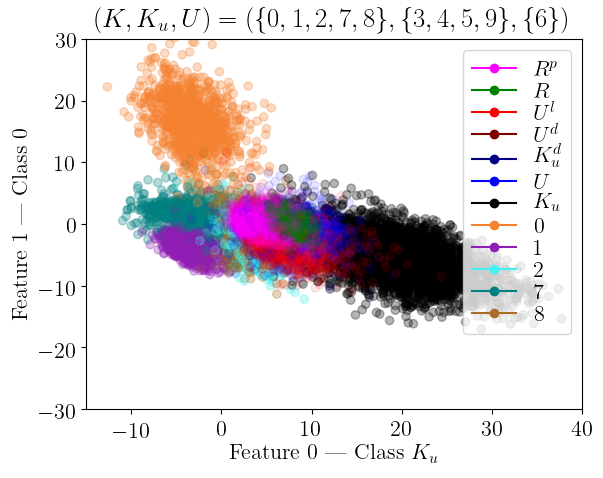 (K, K_u, U) = ({0, 1, 2, 7, 8}, {3, 4, 5, 9}, {6})
30
20
10
0
−10
−20
−30
Feature 1 — Class 0
−10 0 10 20 30 40
Feature 0 — Class K_u
R^p
R
U^l
U^d
K_u^d
U
K_u
0
1
2
7
8